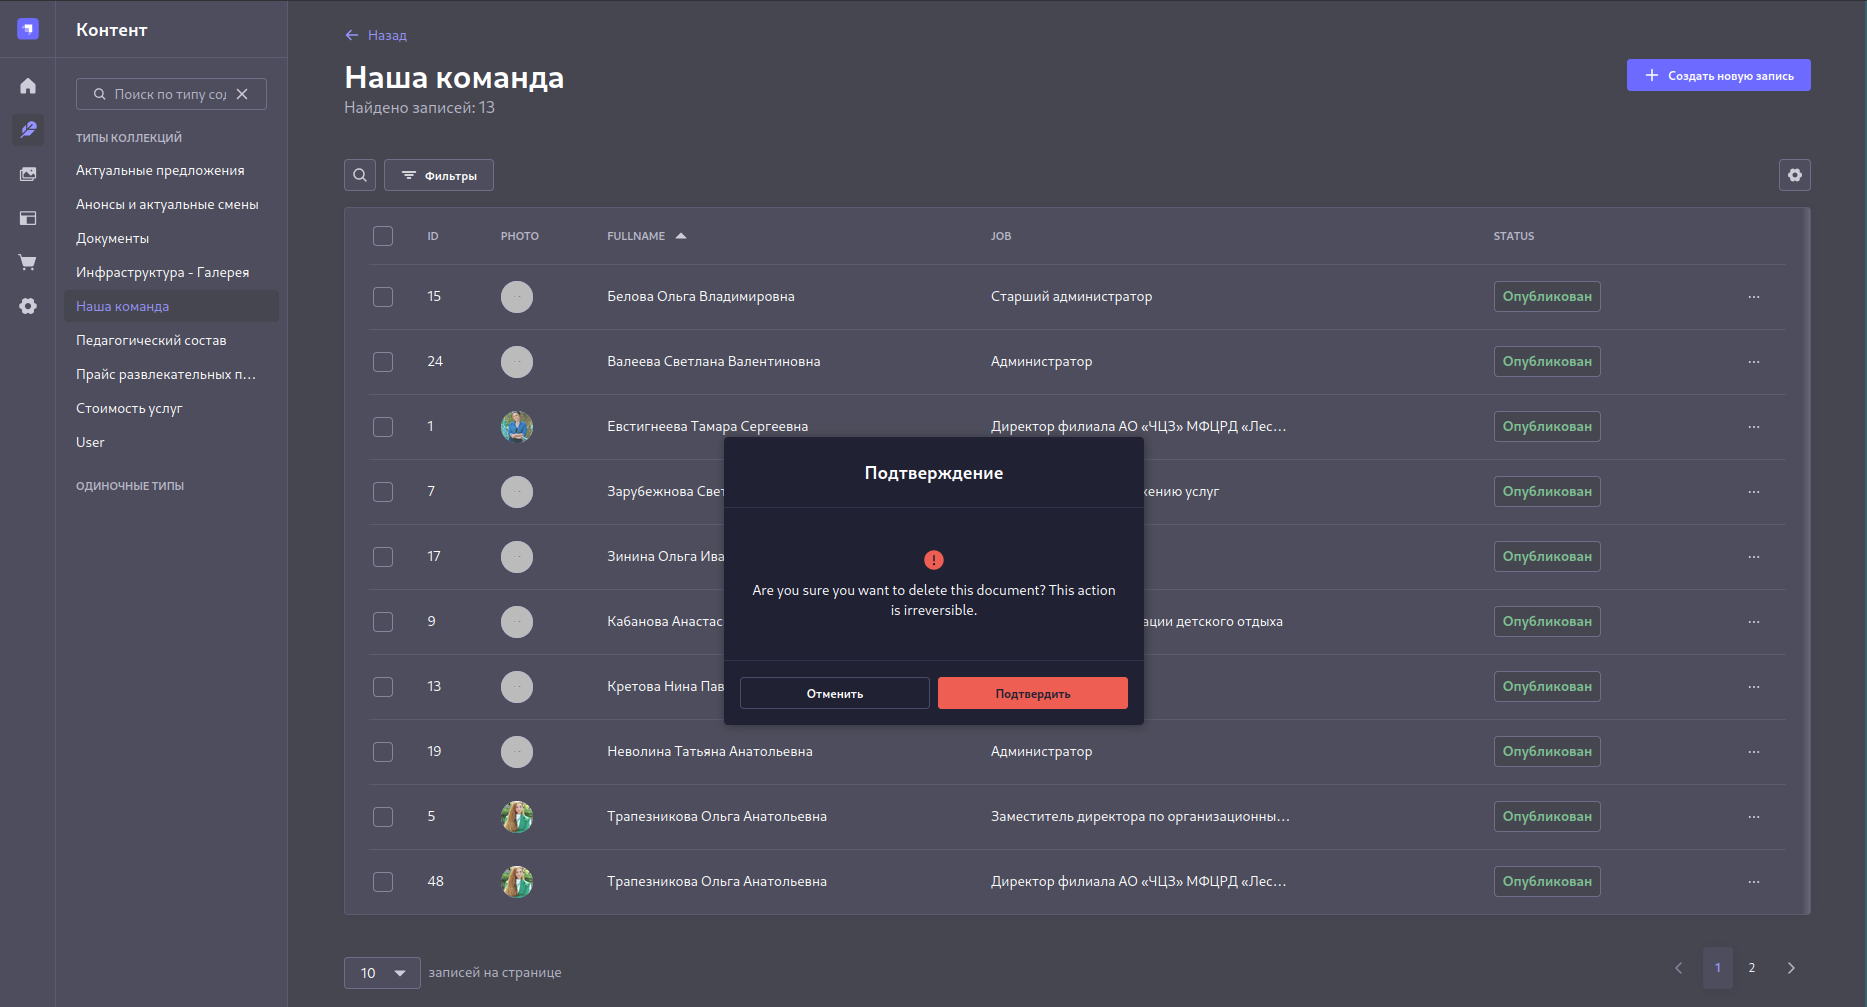 Контент
Поиск по типу сод
ТИПЫ КОЛЛЕКЦИЙ
Актуальные предложения
Анонсы и актуальные смены
Документы
Инфраструктура - Галерея
Наша команда
Педагогический состав
Прайс развлекательных п...
Стоимость услуг
User
ОДИНОЧНЫЕ ТИПЫ
Назад
Наша команда
Найдено записей: 13
Создать новую запись
Фильтры
ID PHOTO FULLNAME JOB STATUS
15 Белова Ольга Владимировна Старший администратор Опубликован
24 Валеева Светлана Валентиновна Администратор Опубликован
1 Евстигнеева Тамара Сергеевна Директор филиала АО «ЧЦЗ» МФЦРД «Лес... Опубликован
7 Зарубежнова Свет жению услуг Опубликован
17 Зинина Ольга Ива Опубликован
9 Кабанова Анастас ации детского отдыха Опубликован
13 Кретова Нина Пав Опубликован
19 Неволина Татьяна Анатольевна Администратор Опубликован
5 Трапезникова Ольга Анатольевна Заместитель директора по организационны... Опубликован
48 Трапезникова Ольга Анатольевна Директор филиала АО «ЧЦЗ» МФЦРД «Лес... Опубликован
Подтверждение
Are you sure you want to delete this document? This action
is irreversible.
Отменить Подтвердить
10 записей на странице
1 2